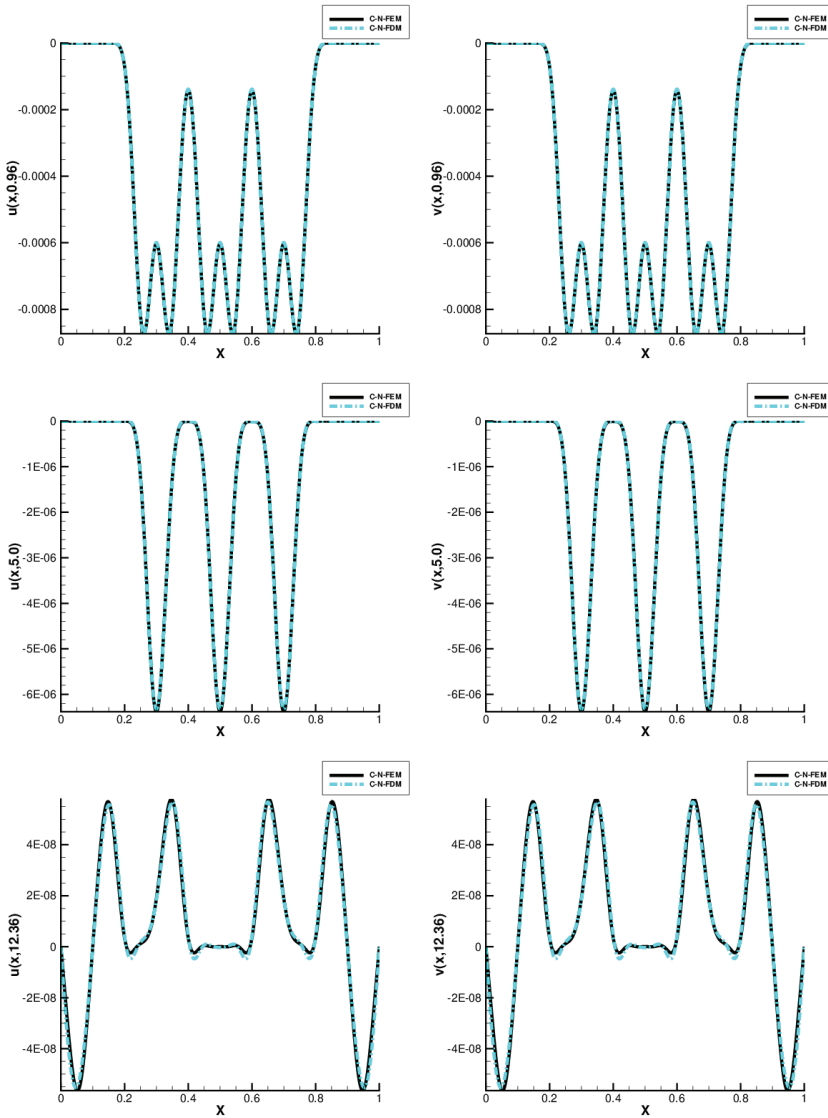 C-N-FEM
C-N-FDM
0
-0.0002
-0.0004
-0.0006
-0.0008
u(x,0.96)
0
0.2
0.4
0.6
0.8
1
X
C-N-FEM
C-N-FDM
0
-0.0002
-0.0004
-0.0006
-0.0008
v(x,0.96)
0
0.2
0.4
0.6
0.8
1
X
C-N-FEM
C-N-FDM
0
-1E-06
-2E-06
-3E-06
-4E-06
-5E-06
-6E-06
u(x,5.0)
0
0.2
0.4
0.6
0.8
1
X
C-N-FEM
C-N-FDM
0
-1E-06
-2E-06
-3E-06
-4E-06
-5E-06
-6E-06
v(x,5.0)
0
0.2
0.4
0.6
0.8
1
X
C-N-FEM
C-N-FDM
4E-08
2E-08
0
-2E-08
-4E-08
u(x,12.36)
0
0.2
0.4
0.6
0.8
1
X
C-N-FEM
C-N-FDM
4E-08
2E-08
0
-2E-08
-4E-08
v(x,12.36)
0
0.2
0.4
0.6
0.8
1
X